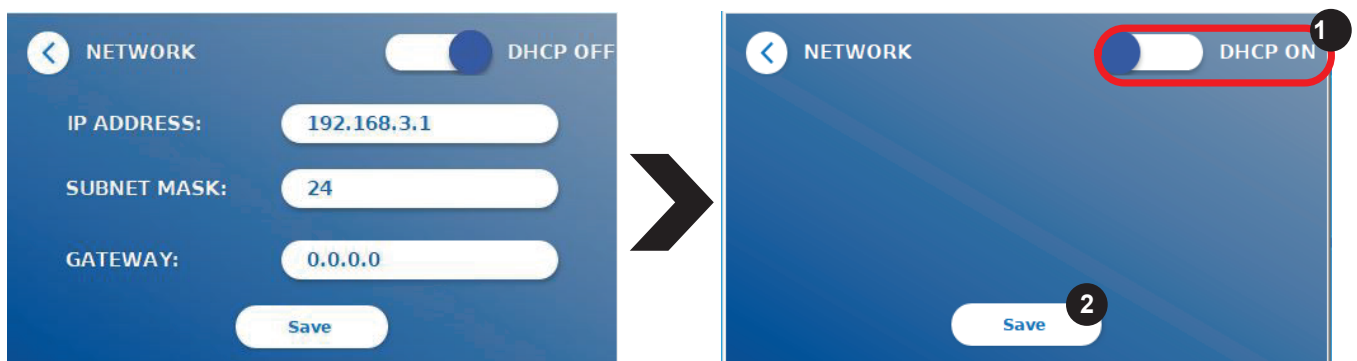 NETWORK
DHCP OFF
IP ADDRESS:
192.168.3.1
SUBNET MASK:
24
GATEWAY:
0.0.0.0
Save
NETWORK
DHCP ON
1
Save
2